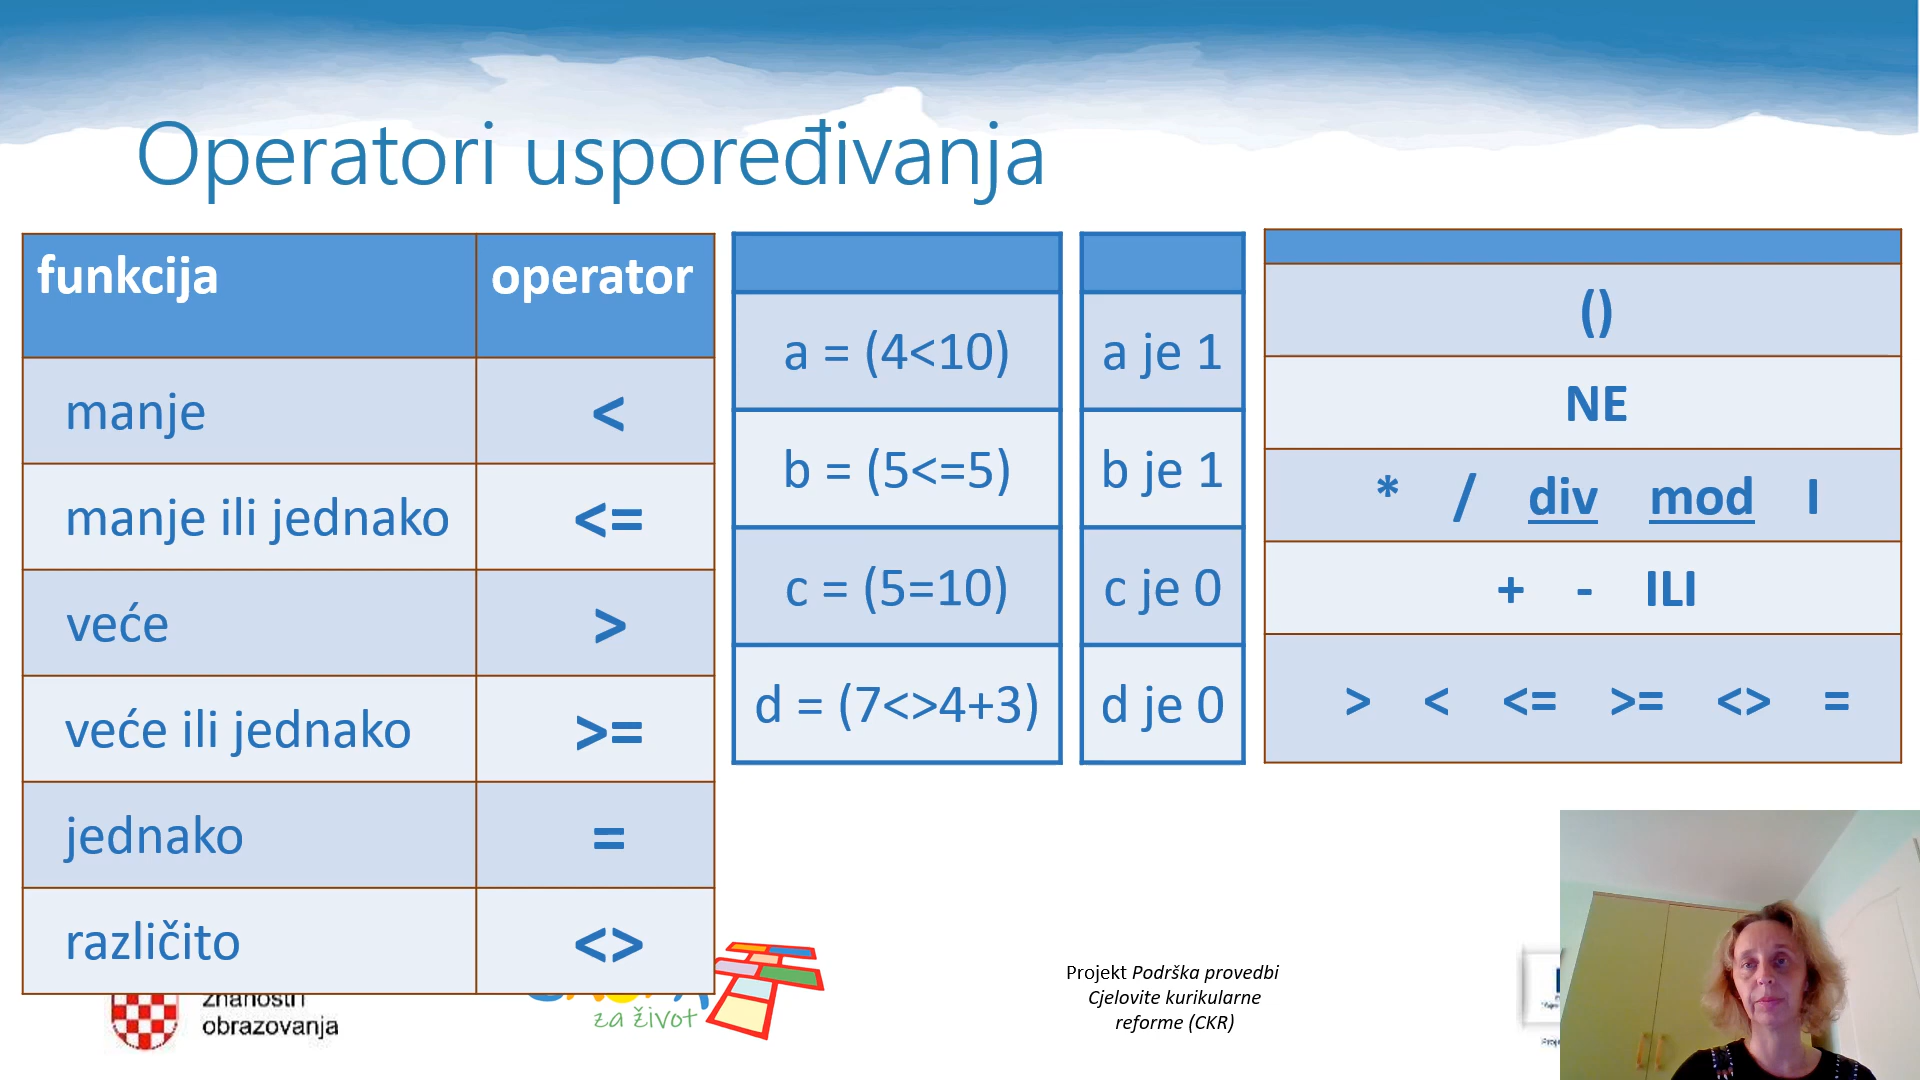 Operatori uspoređivanja
funkcija operator
manje <
manje ili jednako <=
veće >
veće ili jednako >=
jednako =
različito <>
a = (4<10) a je 1
b = (5<=5) b je 1
c = (5=10) c je 0
d = (7<>4+3) d je 0
()
NE
* / div mod I
+ - ILI
> < <= >= <> =
obrazovanja
za život
Projekt Podrška provedbi
Cjelovite kurikularne
reforme (CKR)